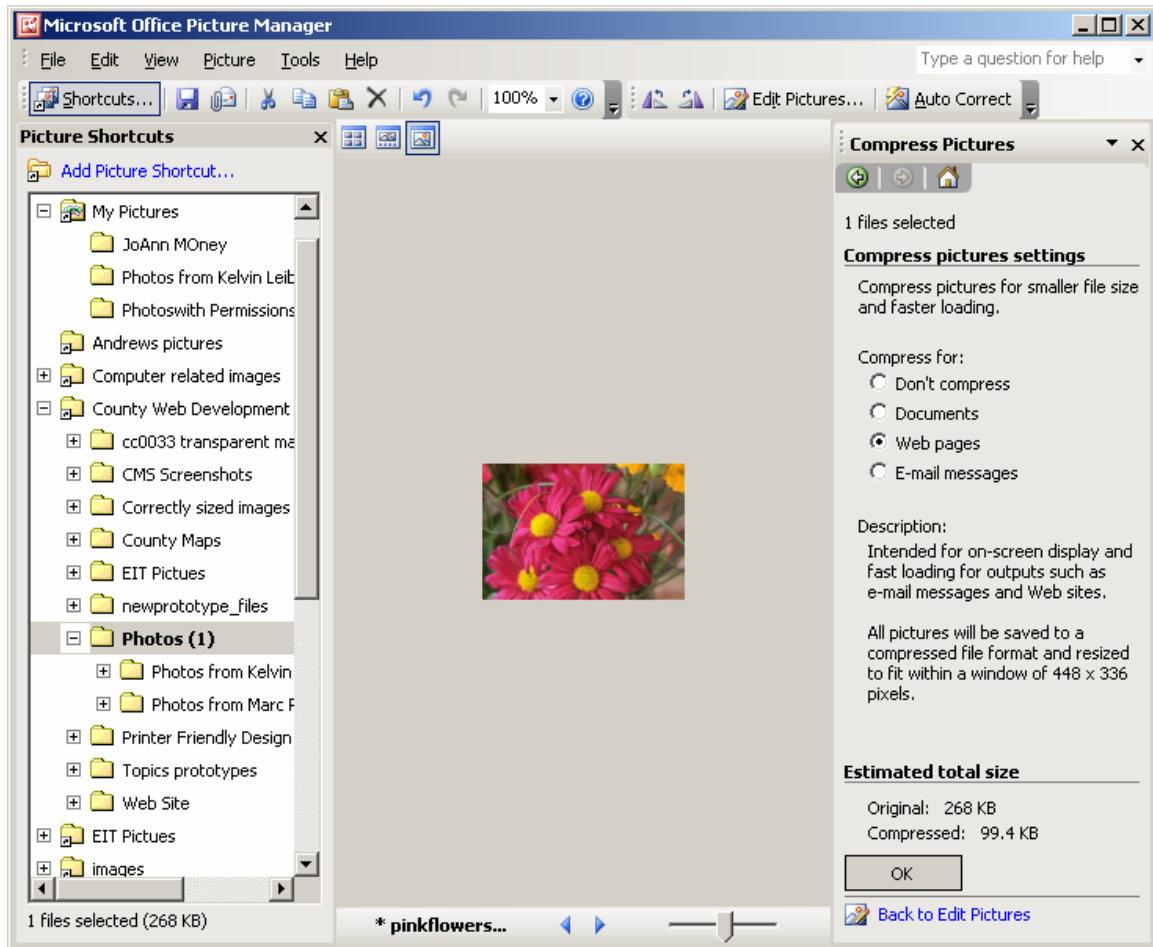 Microsoft Office Picture Manager
File Edit View Picture Tools Help
Type a question for help
Shortcuts... 100% Edit Pictures... Auto Correct
Picture Shortcuts
Add Picture Shortcut...
My Pictures
JoAnn MOney
Photos from Kelvin Leib
Photoswith Permissions
Andrews pictures
Computer related images
County Web Development
cc0033 transparent ma
CMS Screenshots
Correctly sized images
County Maps
EIT Pictues
newprototype_files
Photos (1)
Photos from Kelvin
Photos from Marc P
Printer Friendly Design
Topics prototypes
Web Site
EIT Pictues
images
1 files selected (268 KB)
* pinkflowers...
Compress Pictures
1 files selected
Compress pictures settings
Compress pictures for smaller file size
and faster loading.
Compress for:
Don't compress
Documents
Web pages
E-mail messages
Description:
Intended for on-screen display and
fast loading for outputs such as
e-mail messages and Web sites.
All pictures will be saved to a
compressed file format and resized
to fit within a window of 448 x 336
pixels.
Estimated total size
Original: 268 KB
Compressed: 99.4 KB
OK
Back to Edit Pictures